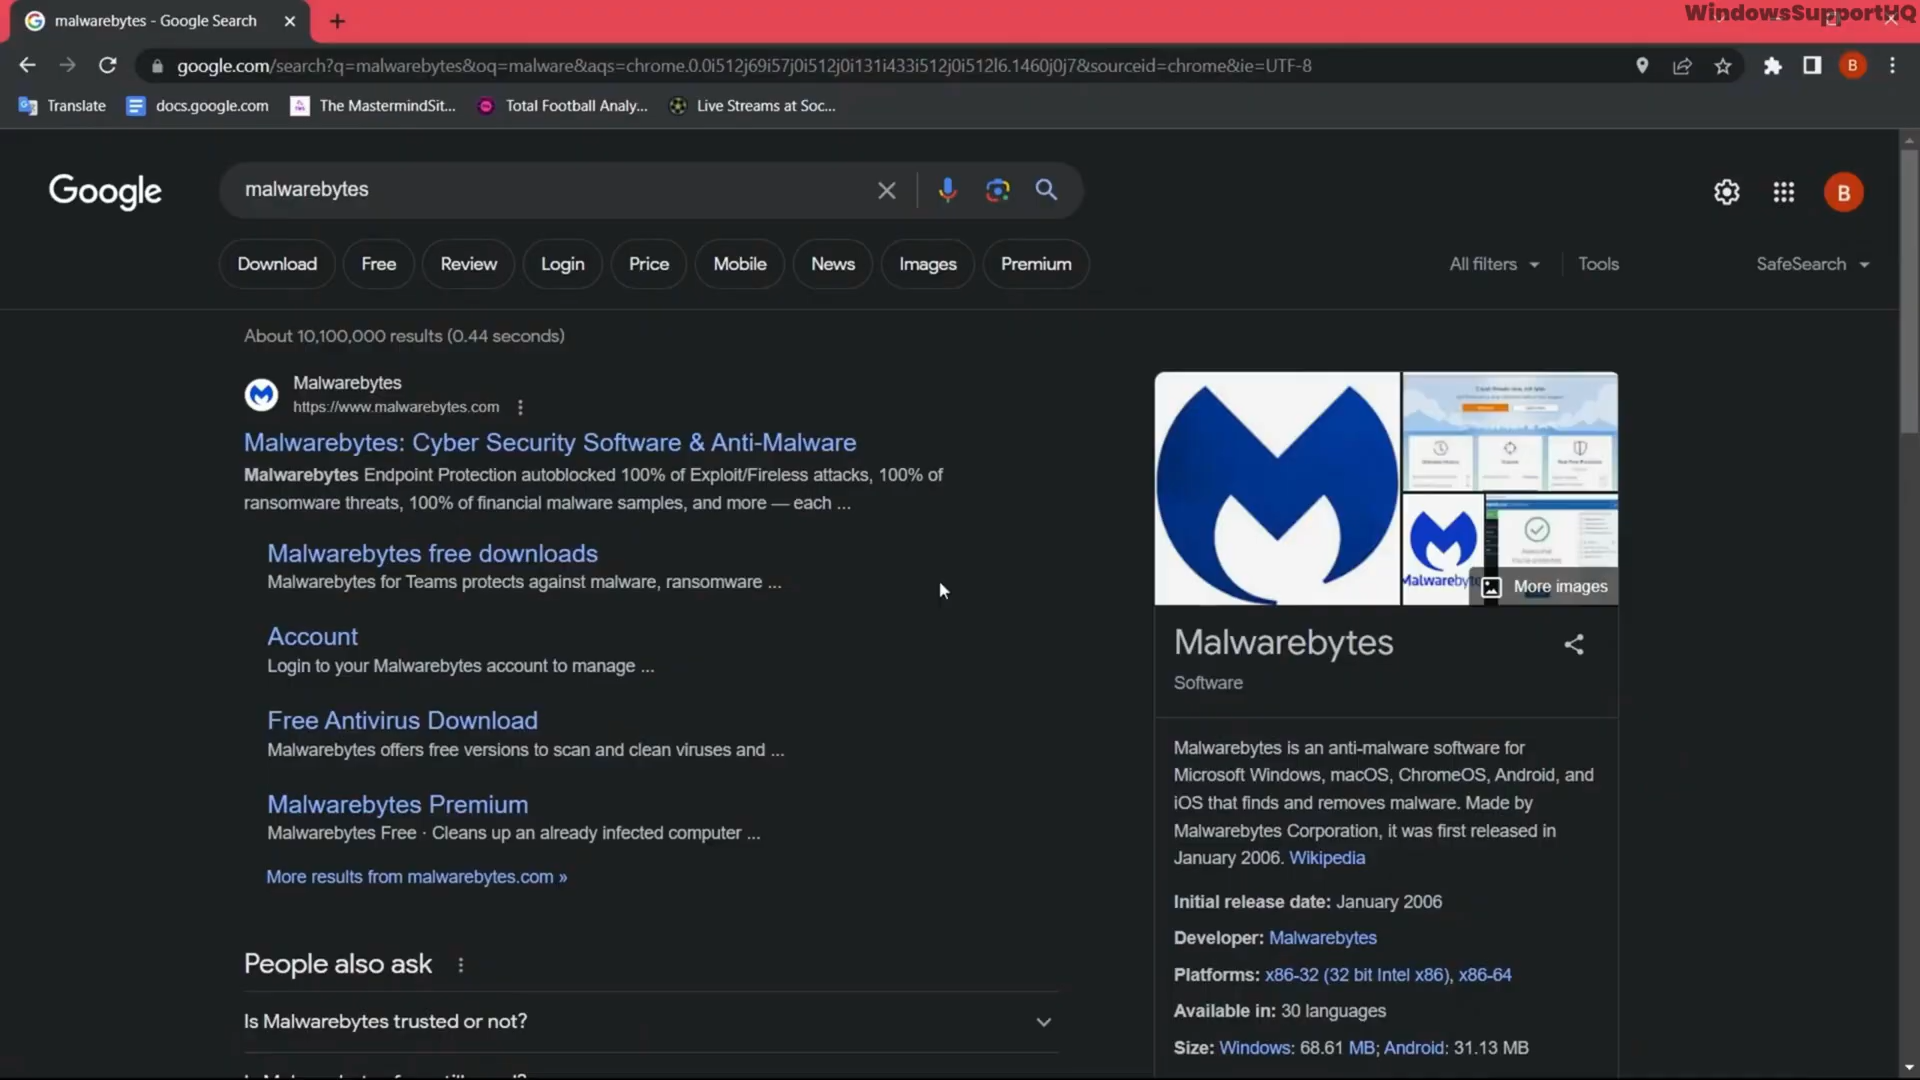 malwarebytes - Google Search
WindowsSupportHQ
google.com/search?q=malwarebytes&oq=malware&aqs=chrome.0.0i512j69i57j0i512j0i131i433i512j0i512l6.1460j0j7&sourceid=chrome&ie=UTF-8
B
Translate
docs.google.com
The MastermindSit...
Total Football Analy...
Live Streams at Soc...
Google
malwarebytes
B
Download
Free
Review
Login
Price
Mobile
News
Images
Premium
All filters
Tools
SafeSearch
About 10,100,000 results (0.44 seconds)
Malwarebytes
https://www.malwarebytes.com
Malwarebytes: Cyber Security Software & Anti-Malware
Malwarebytes Endpoint Protection autoblocked 100% of Exploit/Fireless attacks, 100% of
ransomware threats, 100% of financial malware samples, and more — each ...
Malwarebytes free downloads
Malwarebytes for Teams protects against malware, ransomware ...
Account
Login to your Malwarebytes account to manage ...
Free Antivirus Download
Malwarebytes offers free versions to scan and clean viruses and ...
Malwarebytes Premium
Malwarebytes Free · Cleans up an already infected computer ...
More results from malwarebytes.com »
People also ask
Is Malwarebytes trusted or not?
More images
Malwarebytes
Software
Malwarebytes is an anti-malware software for
Microsoft Windows, macOS, ChromeOS, Android, and
iOS that finds and removes malware. Made by
Malwarebytes Corporation, it was first released in
January 2006. Wikipedia
Initial release date: January 2006
Developer: Malwarebytes
Platforms: x86-32 (32 bit Intel x86), x86-64
Available in: 30 languages
Size: Windows: 68.61 MB; Android: 31.13 MB